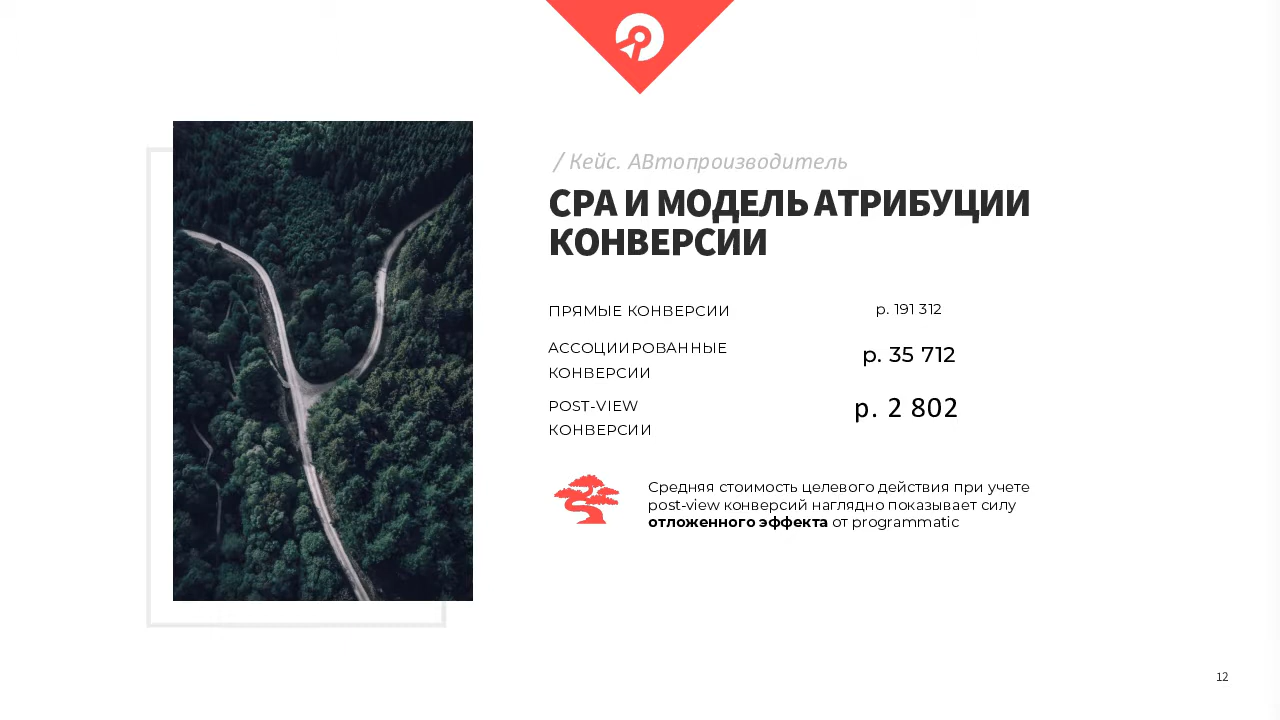 / Кейс. АВтопроизводитель
CPA И МОДЕЛЬ АТРИБУЦИИ
КОНВЕРСИИ
ПРЯМЫЕ КОНВЕРСИИ
р. 191 312
АССОЦИИРОВАННЫЕ
КОНВЕРСИИ
р. 35 712
POST-VIEW
КОНВЕРСИИ
р. 2 802
Средняя стоимость целевого действия при учете
post-view конверсий наглядно показывает силу
отложенного эффекта от programmatic
12